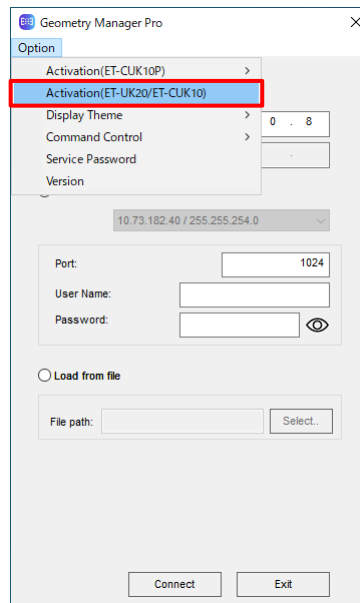 Geometry Manager Pro
Option
Activation(ET-CUK10P)
Activation(ET-UK20/ET-CUK10)
Display Theme
0 . 8
Command Control
Service Password
Version
10.73.182.40 / 255.255.254.0
Port: 1024
User Name:
Password:
Load from file
File path: Select..
Connect Exit